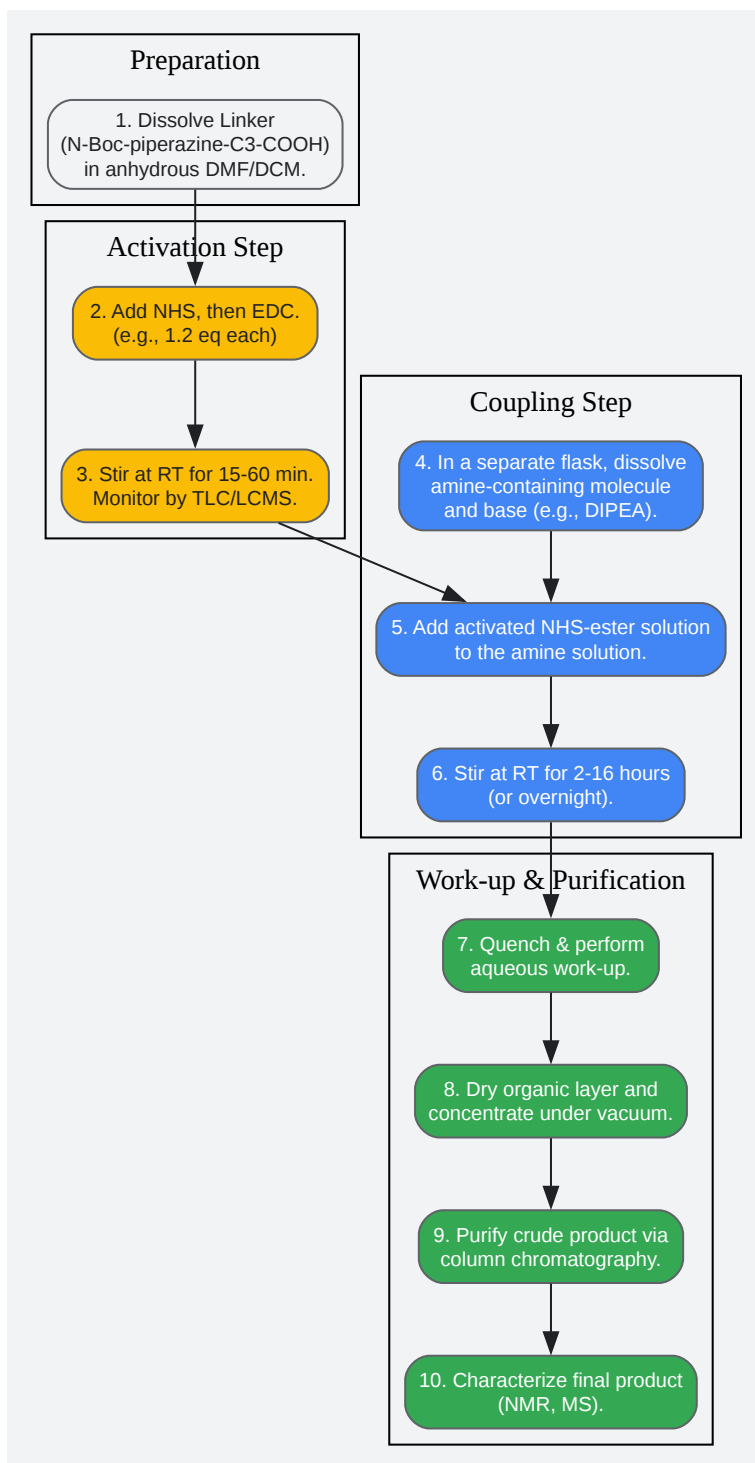 Preparation
1. Dissolve Linker
(N-Boc-piperazine-C3-COOH)
in anhydrous DMF/DCM.
Activation Step
2. Add NHS, then EDC.
(e.g., 1.2 eq each)
3. Stir at RT for 15-60 min.
Monitor by TLC/LCMS.
Coupling Step
4. In a separate flask, dissolve
amine-containing molecule
and base (e.g., DIPEA).
5. Add activated NHS-ester solution
to the amine solution.
6. Stir at RT for 2-16 hours
(or overnight).
Work-up & Purification
7. Quench & perform
aqueous work-up.
8. Dry organic layer and
concentrate under vacuum.
9. Purify crude product via
column chromatography.
10. Characterize final product
(NMR, MS).